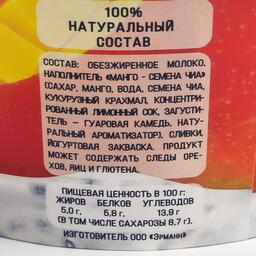 100%
НАТУРАЛЬНЫЙ
СОСТАВ
СОСТАВ: ОБЕЗЖИРЕННОЕ МОЛОКО,
НАПОЛНИТЕЛЬ «МАНГО - СЕМЕНА ЧИА»
(САХАР, МАНГО, ВОДА, СЕМЕНА ЧИА,
КУКУРУЗНЫЙ КРАХМАЛ, КОНЦЕНТРИ-
РОВАННЫЙ ЛИМОННЫЙ СОК, ЗАГУСТИ-
ТЕЛЬ – ГУАРОВАЯ КАМЕДЬ, НАТУ-
РАЛЬНЫЙ АРОМАТИЗАТОР), СЛИВКИ,
ЙОГУРТОВАЯ ЗАКВАСКА. ПРОДУКТ
МОЖЕТ СОДЕРЖАТЬ СЛЕДЫ ОРЕ-
ХОВ, ЯИЦ И ГЛЮТЕНА.
ПИЩЕВАЯ ЦЕННОСТЬ В 100 Г:
ЖИРОВ БЕЛКОВ УГЛЕВОДОВ
5,0 Г, 5,8 Г, 13,9 Г
(В ТОМ ЧИСЛЕ САХАРОЗЫ 8,7 Г).
ИЗГОТОВИТЕЛЬ ООО «ЭРМАНН»